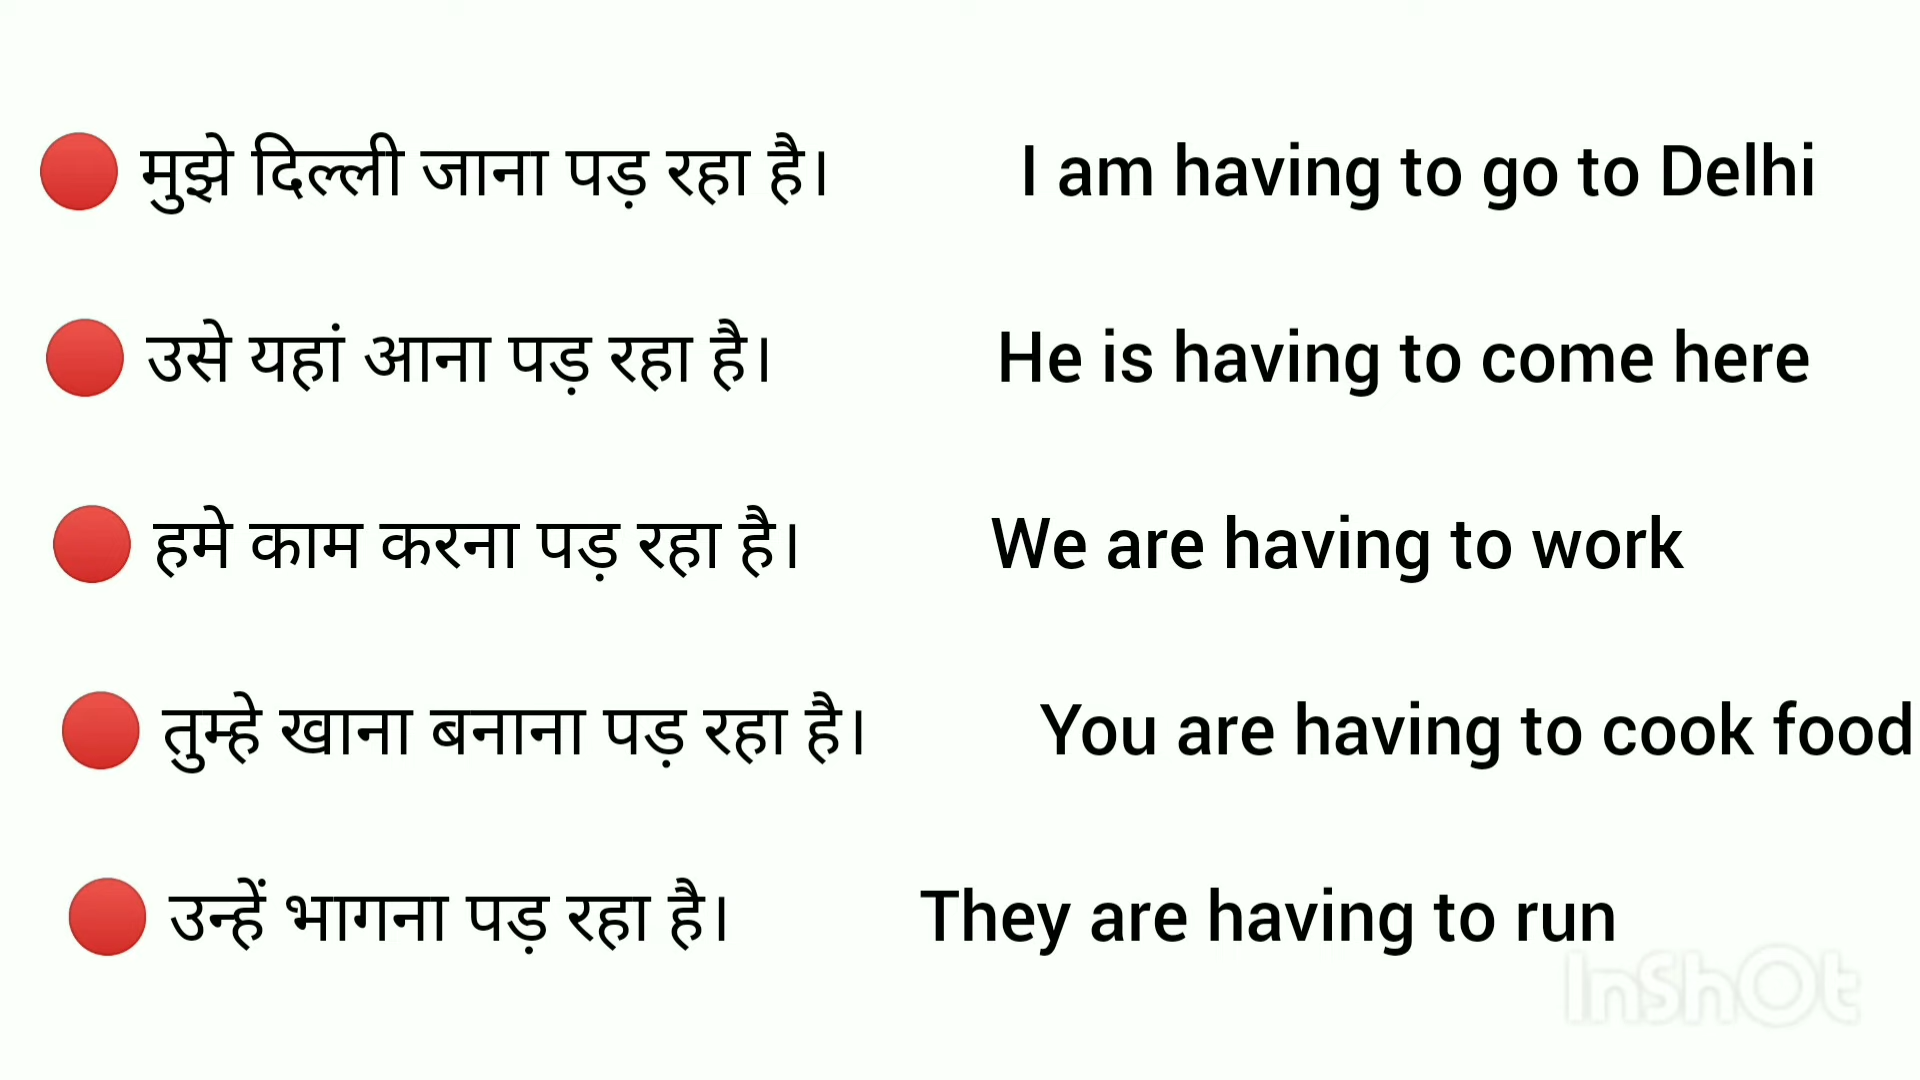 मुझे दिल्ली जाना पड़ रहा है। I am having to go to Delhi
उसे यहां आना पड़ रहा है। He is having to come here
हमे काम करना पड़ रहा है। We are having to work
तुम्हे खाना बनाना पड़ रहा है। You are having to cook food
उन्हें भागना पड़ रहा है। They are having to run
InShOt